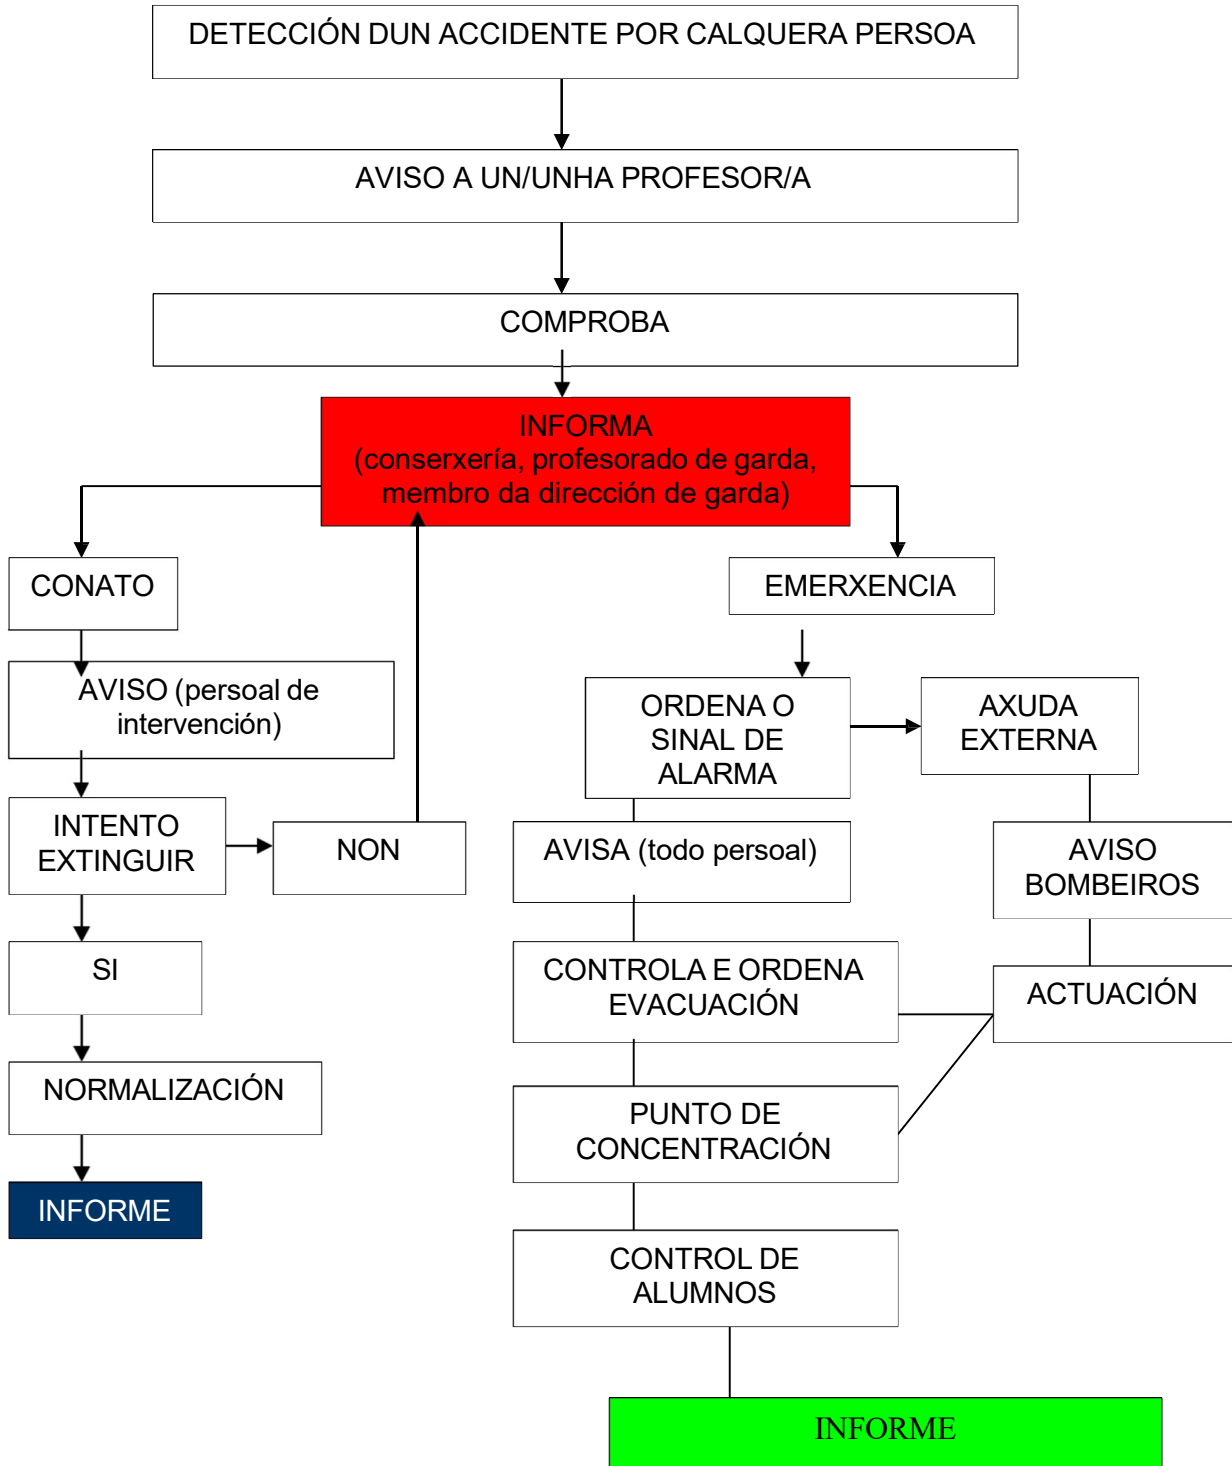 DETECCIÓN DUN ACCIDENTE POR CALQUERA PERSOA
AVISO A UN/UNHA PROFESOR/A
COMPROBA
INFORMA
(conserxería, profesorado de garda,
membro da dirección de garda)
CONATO
AVISO (persoal de
intervención)
INTENTO
EXTINGUIR
NON
SI
NORMALIZACIÓN
INFORME
EMERXENCIA
ORDENA O
SINAL DE
ALARMA
AXUDA
EXTERNA
AVISA (todo persoal)
AVISO
BOMBEIROS
CONTROLA E ORDENA
EVACUACIÓN
ACTUACIÓN
PUNTO DE
CONCENTRACIÓN
CONTROL DE
ALUMNOS
INFORME